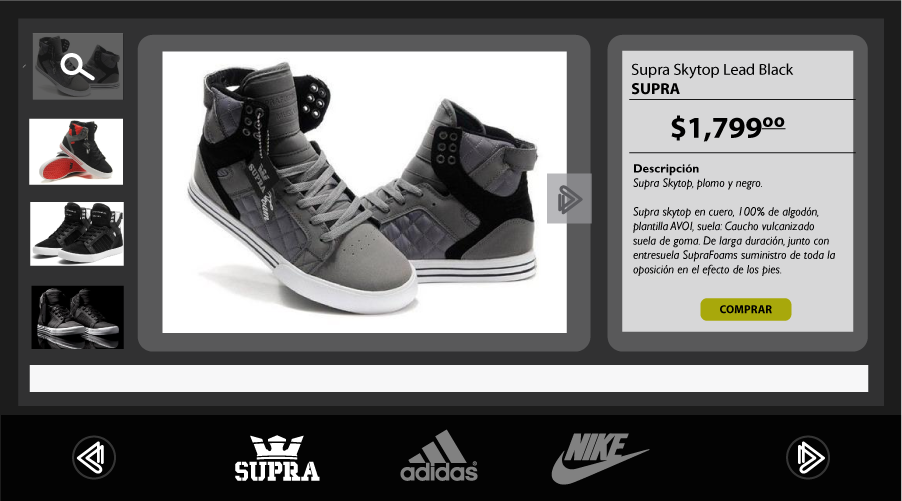 Supra Skytop Lead Black
SUPRA
$1,799⁰⁰
Descripción
Supra Skytop, plomo y negro.
Supra skytop en cuero, 100% de algodón,
plantilla AVOI, suela: Caucho vulcanizado
suela de goma. De larga duración, junto con
entresuela SupraFoams suministro de toda la
oposición en el efecto de los pies.
COMPRAR
SUPRA
SUPRA
adidas®
NIKE